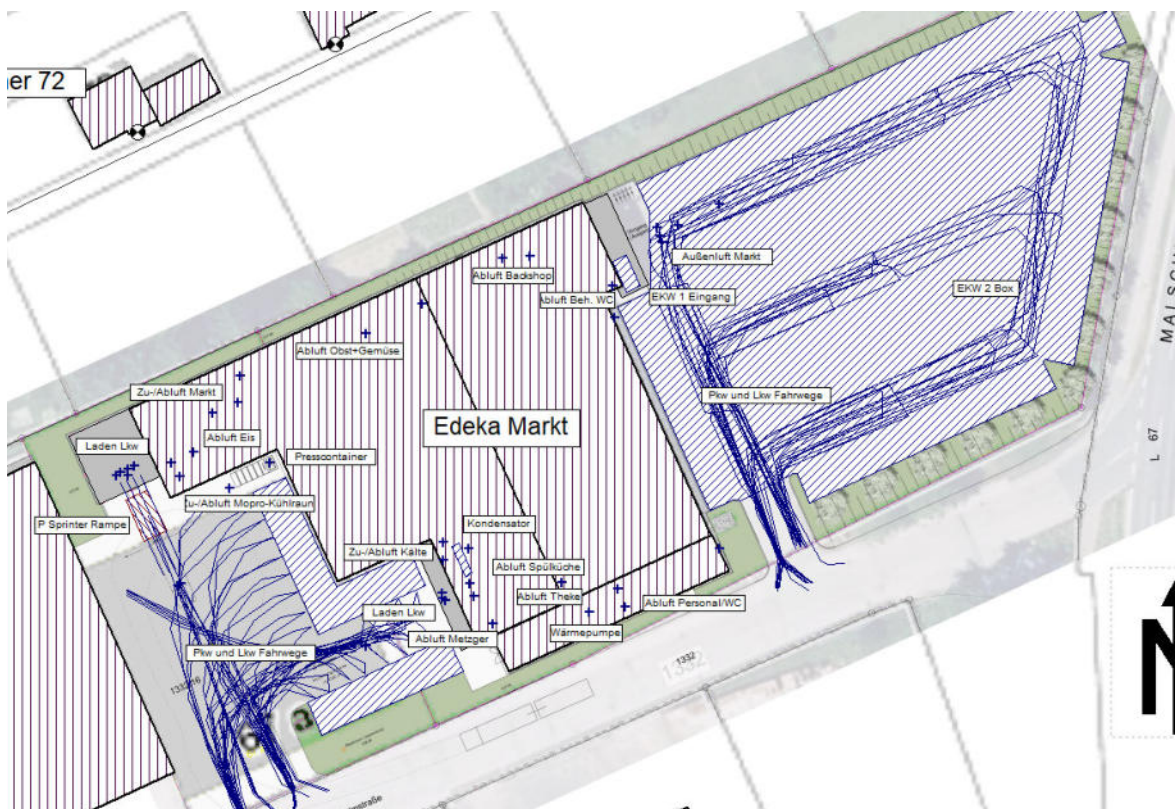 er 72
Abluft Backshop
Außenluft Markt
Abluft Beh. WC
EKW 1 Eingang
EKW 2 Box
Abluft Obst+Gemüse
Zu-/Abluft Markt
Pkw und Lkw Fahrwege
Edeka Markt
Abluft Eis
Laden Lkw
Presscontainer
L 67
Zu-/Abluft Mopro-Kühlraun
P Sprinter Rampe
Kondensator
Zu-/Abluft Kälte
Abluft Spülküche
Abluft Theke
Abluft Personal/WC
Laden Lkw
Abluft Metzger
Wärmepumpe
Pkw und Lkw Fahrwege
1332
1332
N